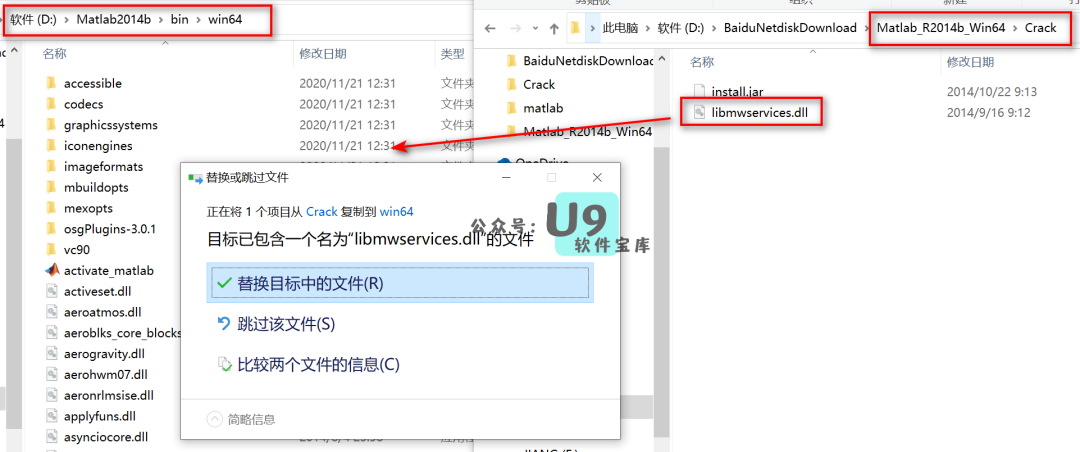 软件 (D:) › Matlab2014b › bin › win64
名称 修改日期 类型
accessible 2020/11/21 12:31 文件夹
codecs 2020/11/21 12:31 文件夹
graphicssystems 2020/11/21 12:31 文件夹
iconengines 2020/11/21 12:31 文件夹
imageformats
mbuildopts
mexopts
osgPlugins-3.0.1
vc90
activate_matlab
activeset.dll
aeroatmos.dll
aeroblks_core_blocks
aerogravity.dll
aerohwm07.dll
aeronrlmsise.dll
applyfuns.dll
asynciocore.dll
剪贴板 组织 新建
此电脑 › 软件 (D:) › BaiduNetdiskDownload › Matlab_R2014b_Win64 › Crack
BaiduNetdiskDownload
Crack
matlab
Matlab_R2014b_Win64
OneDrive
名称 修改日期
install.jar 2014/10/22 9:13
libmwservices.dll 2014/9/16 9:12
替换或跳过文件
正在将 1 个项目从 Crack 复制到 win64
目标已包含一个名为“libmwservices.dll”的文件
替换目标中的文件(R)
跳过该文件(S)
比较两个文件的信息(C)
简略信息
公众号:
U9
软件宝库